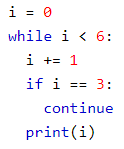 i = 0
while i < 6:
  i += 1
  if i == 3:
    continue
  print(i)